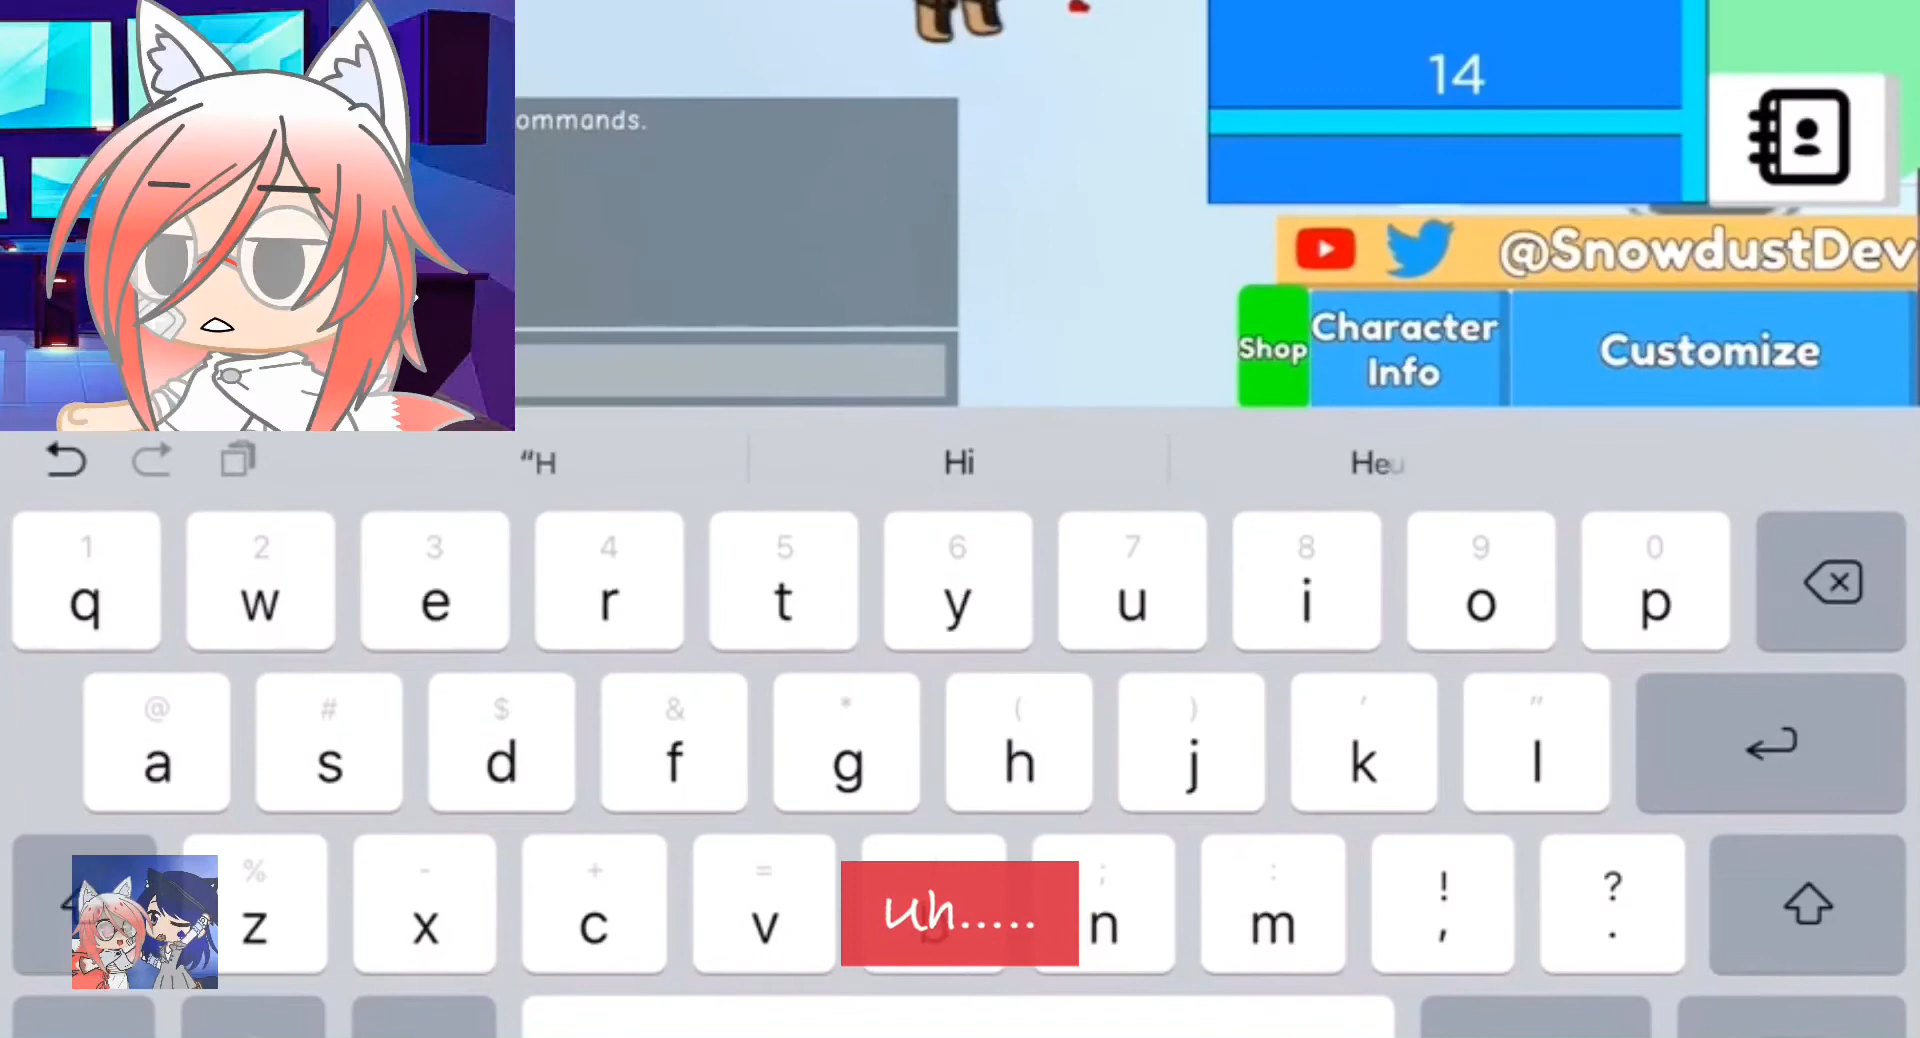 ommands.
14
@SnowdustDev
Shop
Character
Info
Customize
“H
Hi
Heu
1 2 3 4 5 6 7 8 9 0
q w e r t y u i o p
@ # $ & * ( ) ' "
a s d f g h j k l
% - + = ; : ! ?
z x c v b n m , .
Uh.....